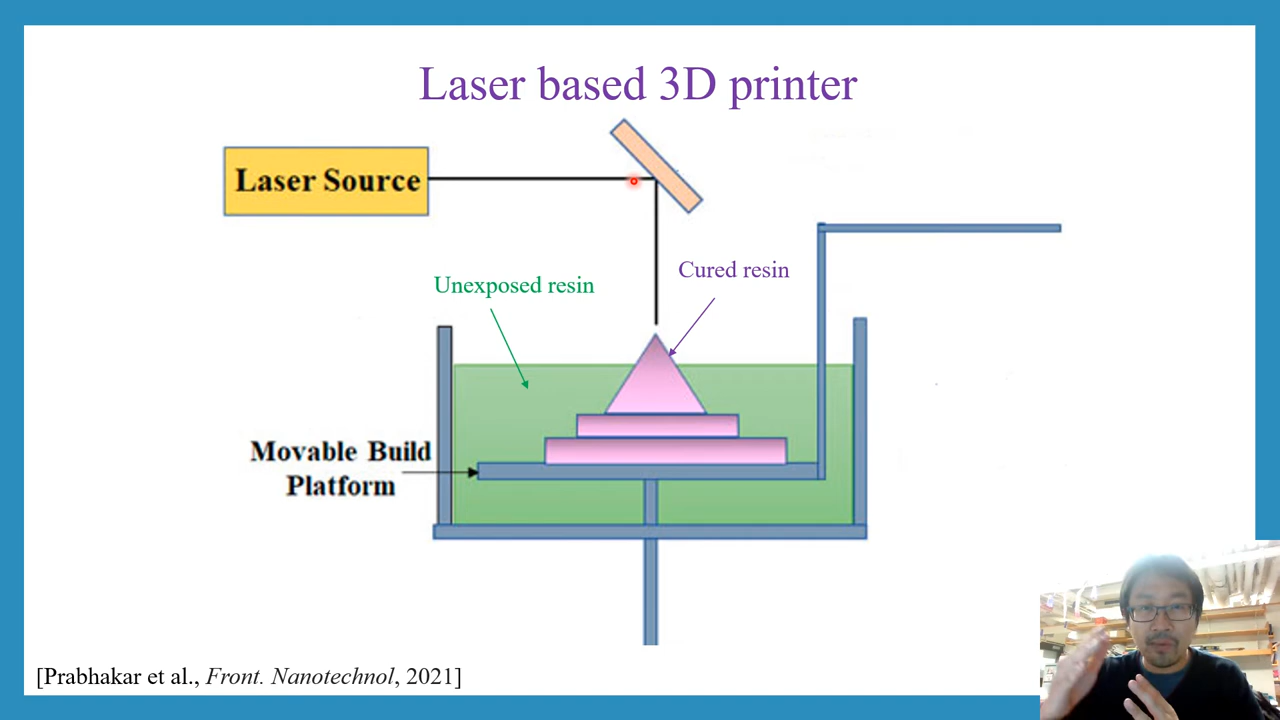 Laser based 3D printer
Laser Source
Cured resin
Unexposed resin
Movable Build
Platform
[Prabhakar et al., Front. Nanotechnol, 2021]